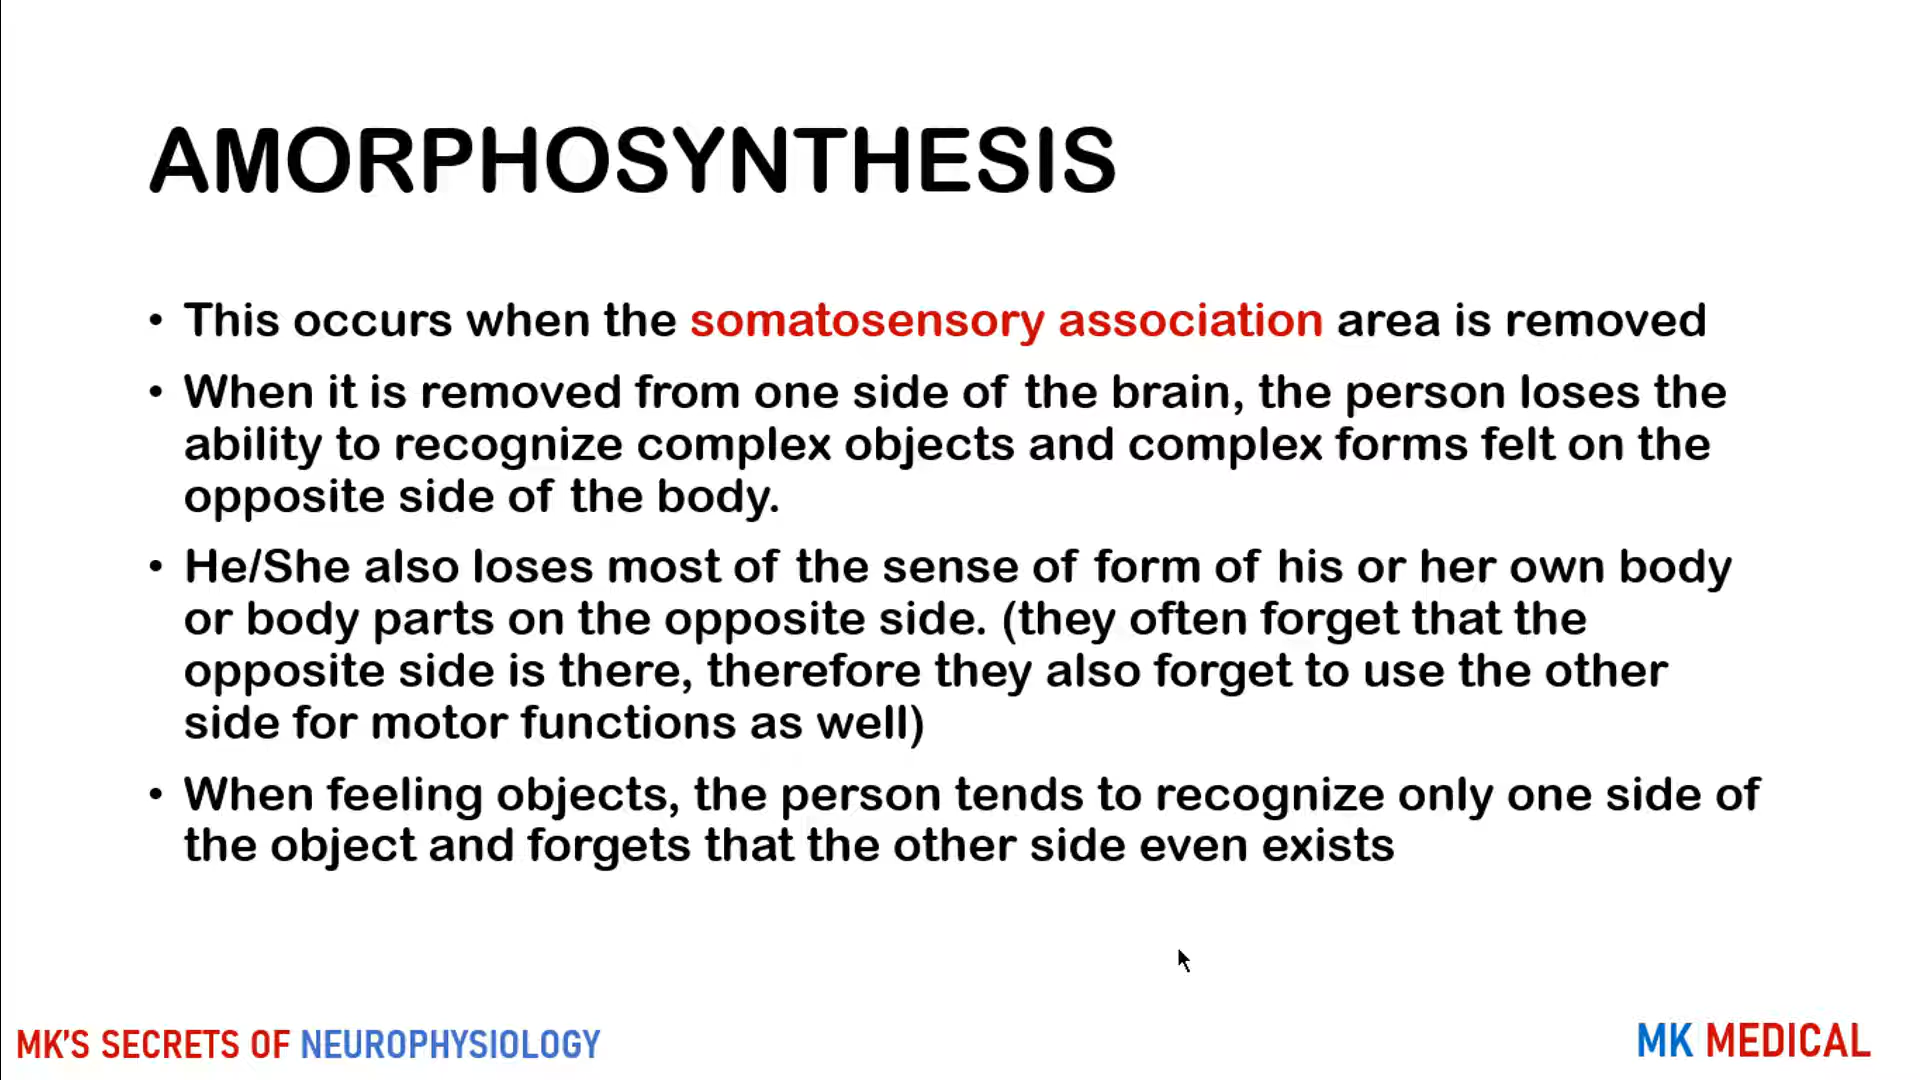 AMORPHOSYNTHESIS
• This occurs when the somatosensory association area is removed
• When it is removed from one side of the brain, the person loses the
ability to recognize complex objects and complex forms felt on the
opposite side of the body.
• He/She also loses most of the sense of form of his or her own body
or body parts on the opposite side. (they often forget that the
opposite side is there, therefore they also forget to use the other
side for motor functions as well)
• When feeling objects, the person tends to recognize only one side of
the object and forgets that the other side even exists
MK'S SECRETS OF NEUROPHYSIOLOGY
MK MEDICAL